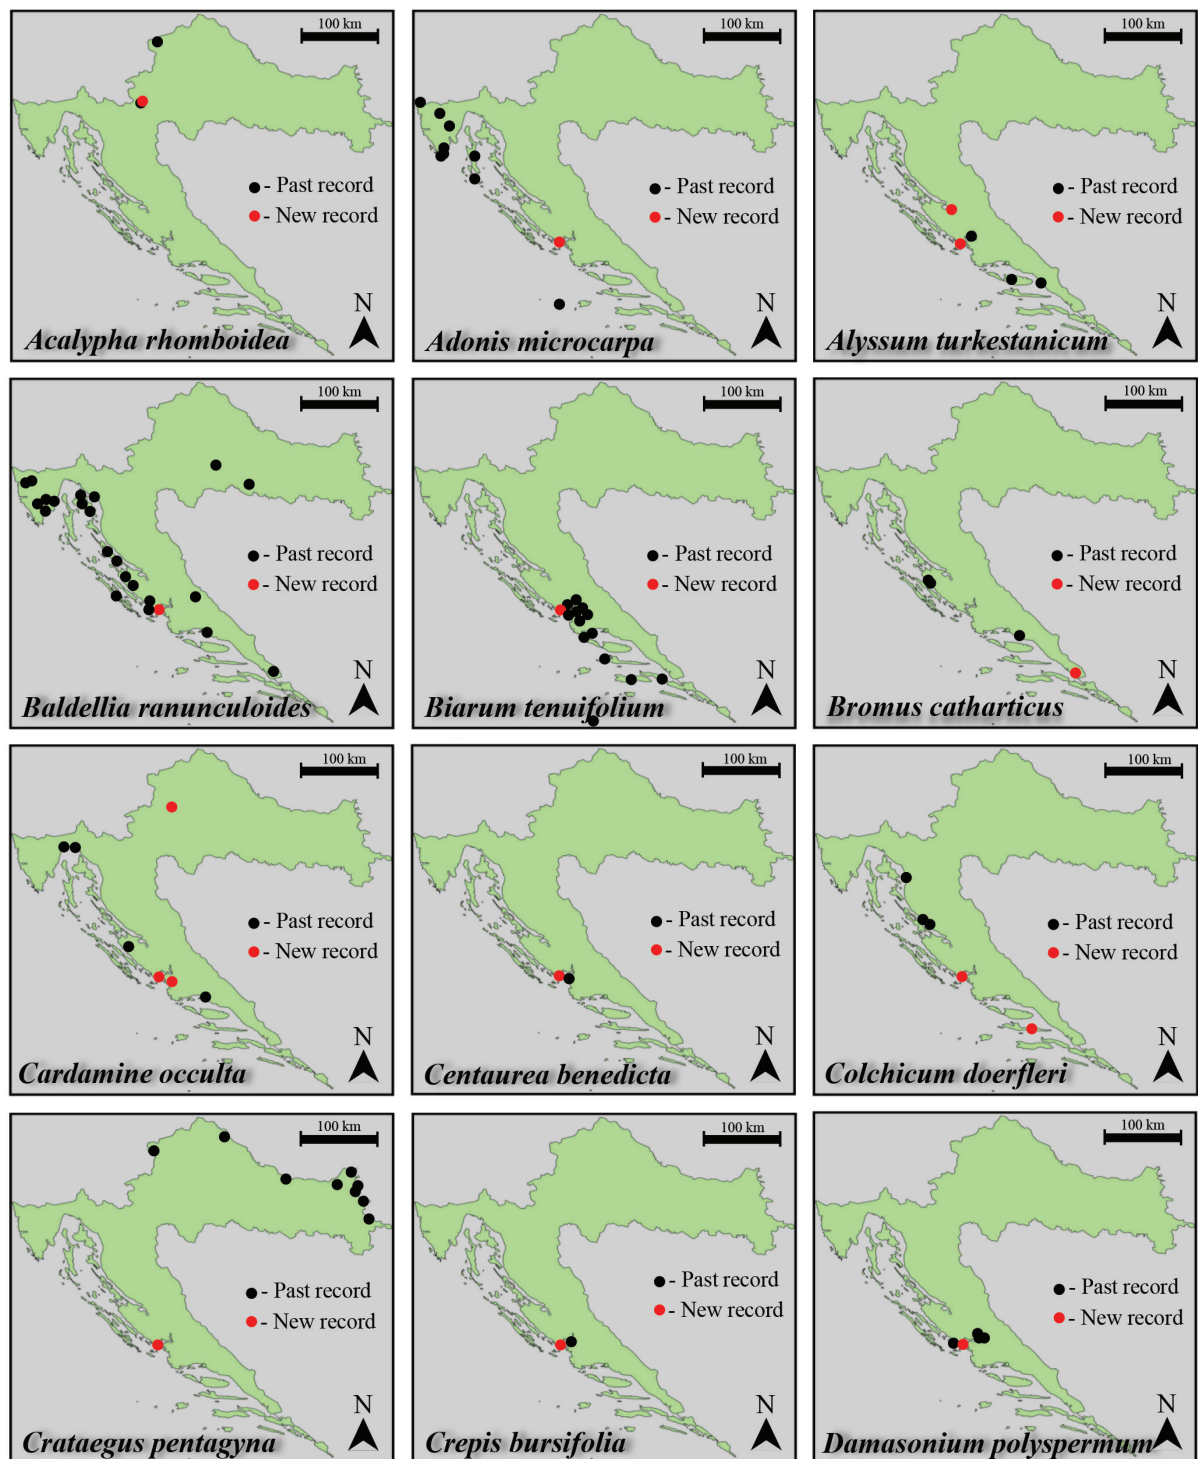 100 km
- Past record
- New record
N
Acalypha rhomboidea
100 km
- Past record
- New record
N
Adonis microcarpa
100 km
- Past record
- New record
N
Alyssum turkestanicum
100 km
- Past record
- New record
N
Baldellia ranunculoides
100 km
- Past record
- New record
N
Biarum tenuifolium
100 km
- Past record
- New record
N
Bromus catharticus
100 km
- Past record
- New record
N
Cardamine occulta
100 km
- Past record
- New record
N
Centaurea benedicta
100 km
- Past record
- New record
N
Colchicum doerfleri
100 km
- Past record
- New record
N
Crataegus pentagyna
100 km
- Past record
- New record
N
Crepis bursifolia
100 km
- Past record
- New record
N
Damasonium polyspermum